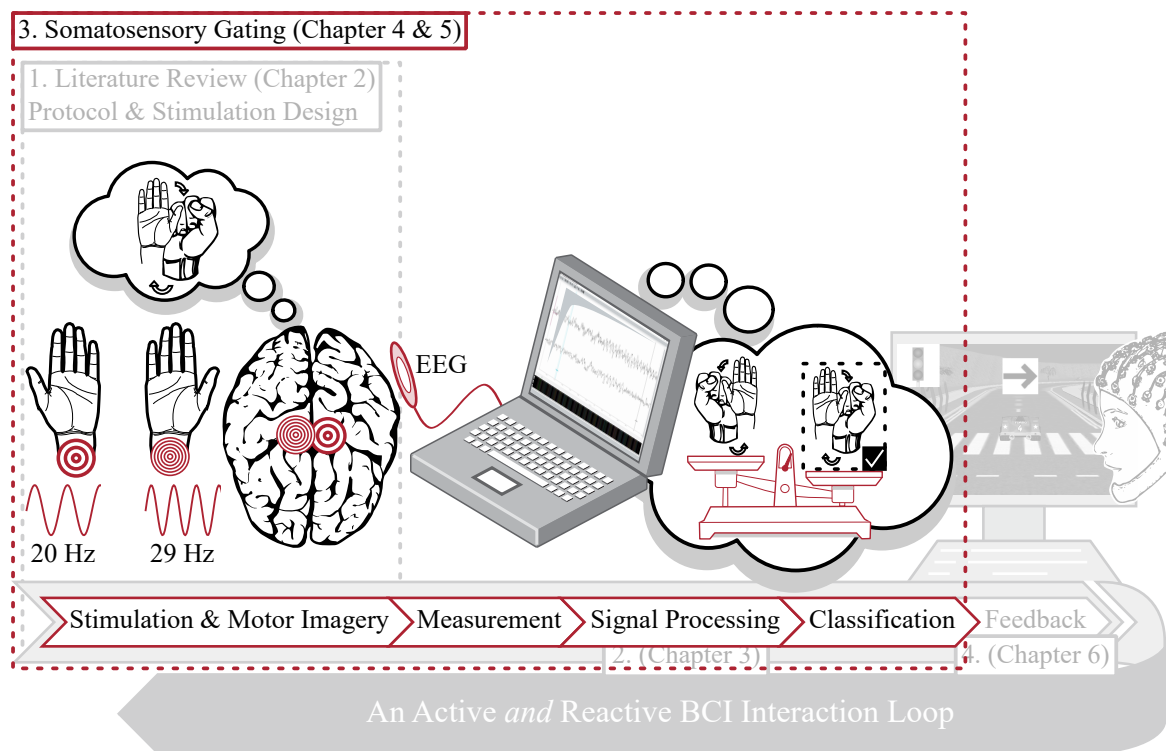 3. Somatosensory Gating (Chapter 4 & 5)
1. Literature Review (Chapter 2)
Protocol & Stimulation Design
EEG
20 Hz
29 Hz
Stimulation & Motor Imagery
Measurement
Signal Processing
Classification
Feedback
2. (Chapter 3)
4. (Chapter 6)
An Active and Reactive BCI Interaction Loop